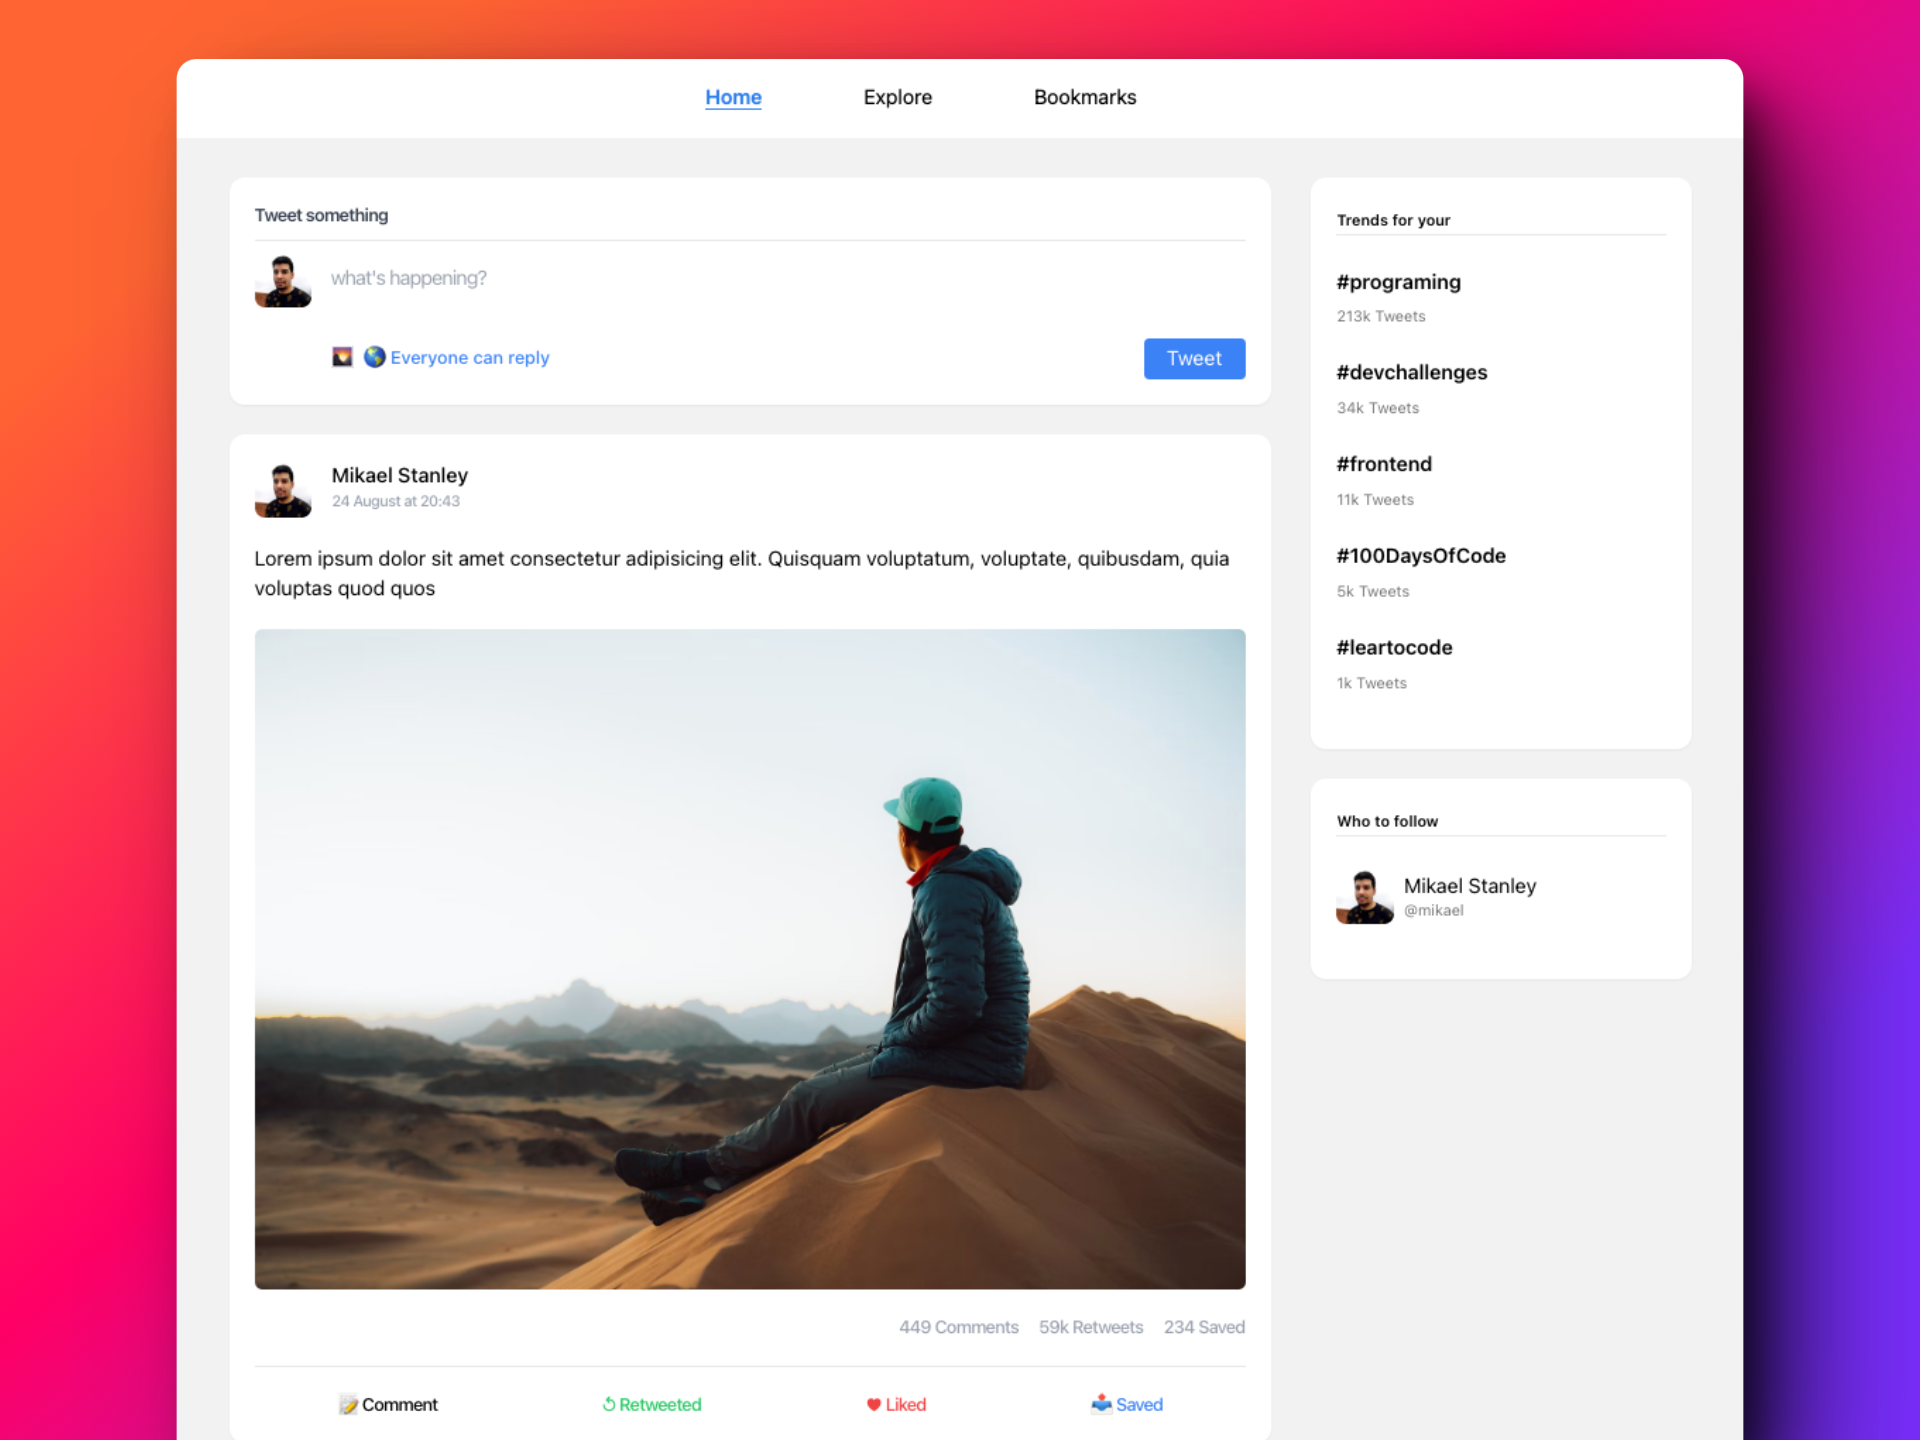 Home Explore Bookmarks
Tweet something
what's happening?
Everyone can reply
Tweet
Mikael Stanley
24 August at 20:43
Lorem ipsum dolor sit amet consectetur adipisicing elit. Quisquam voluptatum, voluptate, quibusdam, quia
voluptas quod quos
449 Comments 59k Retweets 234 Saved
Comment Retweeted Liked Saved
Trends for your
#programing
213k Tweets
#devchallenges
34k Tweets
#frontend
11k Tweets
#100DaysOfCode
5k Tweets
#leartocode
1k Tweets
Who to follow
Mikael Stanley
@mikael